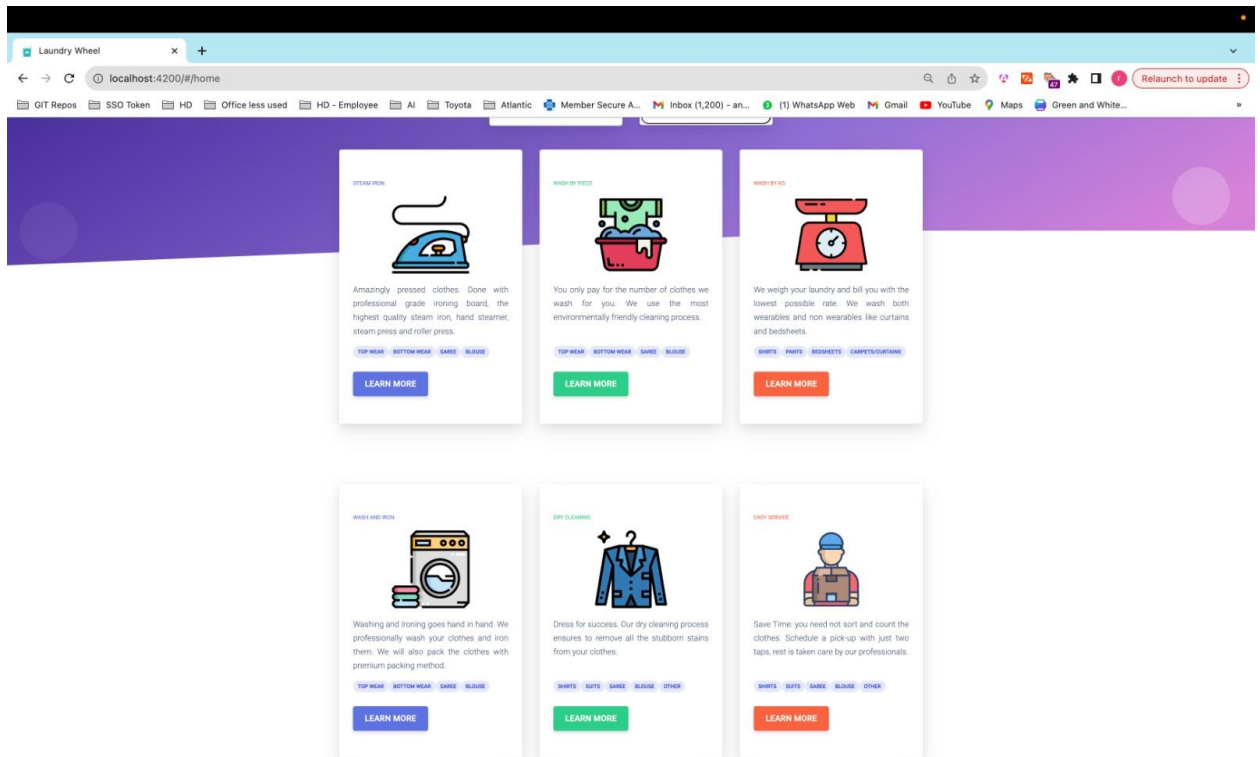 Laundry Wheel
localhost:4200/#/home
47
r
Relaunch to update
GIT Repos SSO Token HD Office less used HD - Employee AI Toyota Atlantic Member Secure A... Inbox (1,200) - an... (1) WhatsApp Web Gmail YouTube Maps Green and White... »
STEAM IRON
Amazingly pressed clothes. Done with
professional grade ironing board, the
highest quality steam iron, hand steamer,
steam press and roller press.
TOP WEAR BOTTOM WEAR SAREE BLOUSE
LEARN MORE
WASH BY PIECE
You only pay for the number of clothes we
wash for you. We use the most
environmentally friendly cleaning process.
TOP WEAR BOTTOM WEAR SAREE BLOUSE
LEARN MORE
WASH BY KG
We weigh your laundry and bill you with the
lowest possible rate. We wash both
wearables and non wearables like curtains
and bedsheets.
SHIRTS PANTS BEDSHEETS CARPETS/CURTAINS
LEARN MORE
WASH AND IRON
Washing and Ironing goes hand in hand. We
professionally wash your clothes and iron
them. We will also pack the clothes with
premium packing method.
TOP WEAR BOTTOM WEAR SAREE BLOUSE
LEARN MORE
DRY CLEANING
Dress for success. Our dry cleaning process
ensures to remove all the stubborn stains
from your clothes.
SHIRTS SUITS SAREE BLOUSE OTHER
LEARN MORE
EASY SERVICE
Save Time: you need not sort and count the
clothes. Schedule a pick-up with just two
taps, rest is taken care by our professionals.
SHIRTS SUITS SAREE BLOUSE OTHER
LEARN MORE